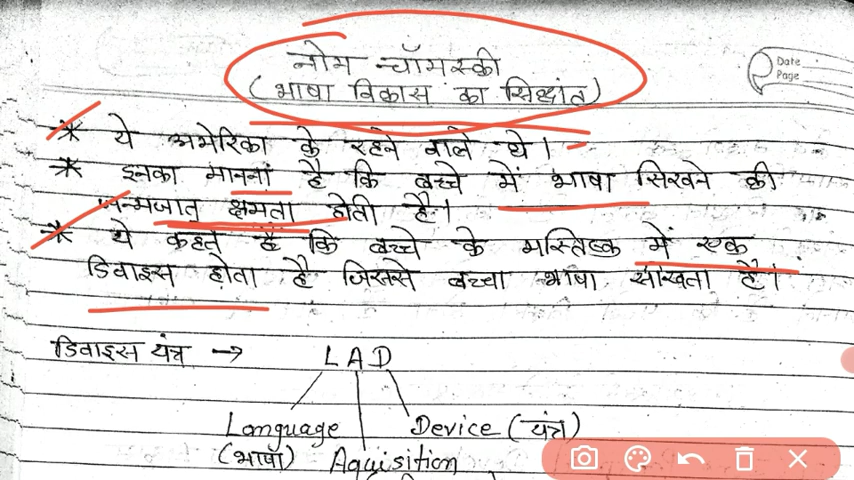 Date
Page
नोम चॉमस्की
(भाषा विकास का सिद्धांत)
* ये अमेरिका के रहने वाले थे।
* इनका मानना है कि बच्चे में भाषा सिखने की
जन्मजात क्षमता होती है।
* ये कहते है कि बच्चे के मस्तिष्क में एक
डिवाइस होता है जिससे बच्चा भाषा सीखता है।
डिवाइस यंत्र → LAD
Language Device (यंत्र)
(भाषा) Aquisition